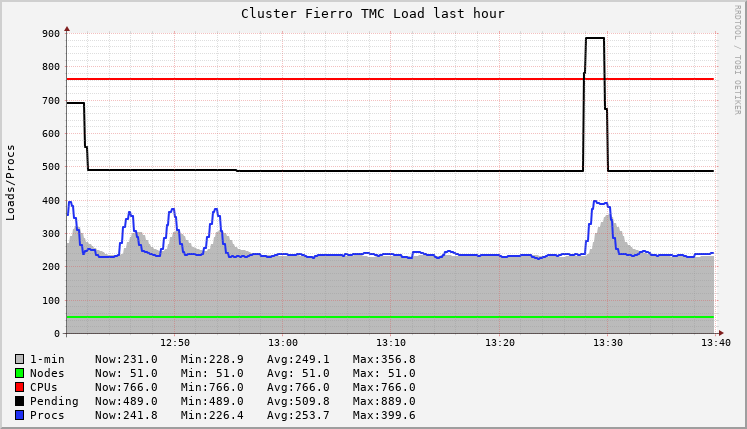 Cluster Fierro TMC Load last hour
RRDTOOL / TOBI OETIKER
Loads/Procs
900
800
700
600
500
400
300
200
100
0
12:50 13:00 13:10 13:20 13:30 13:40
1-min Now:231.0 Min:228.9 Avg:249.1 Max:356.8
Nodes Now: 51.0 Min: 51.0 Avg: 51.0 Max: 51.0
CPUs Now:766.0 Min:766.0 Avg:766.0 Max:766.0
Pending Now:489.0 Min:489.0 Avg:509.8 Max:889.0
Procs Now:241.8 Min:226.4 Avg:253.7 Max:399.6